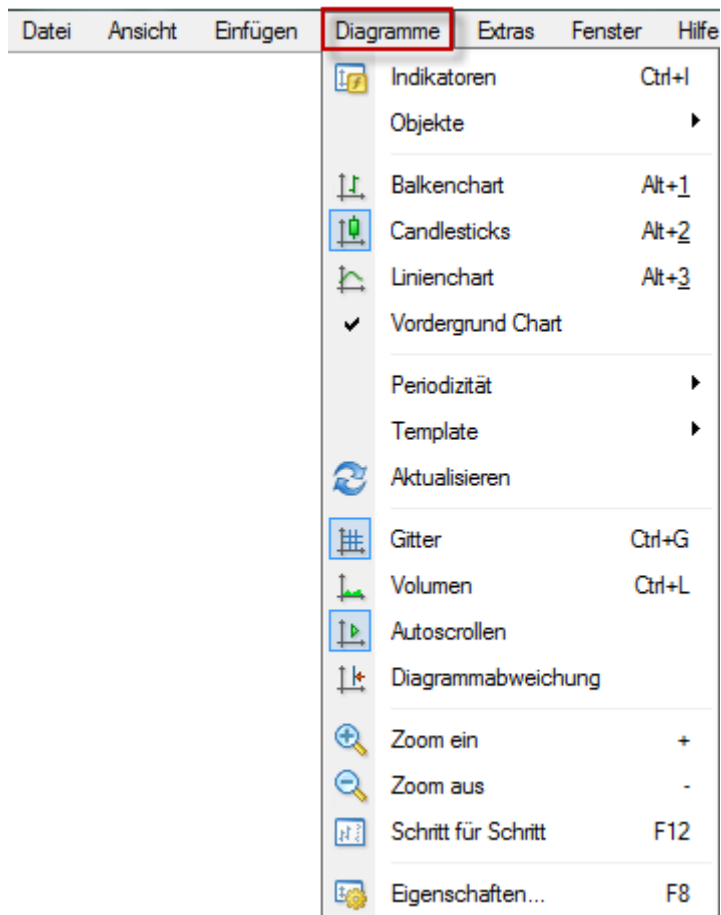 Datei Ansicht Einfügen Diagramme Extras Fenster Hilfe
Indikatoren Ctrl+I
Objekte
Balkenchart Alt+1
Candlesticks Alt+2
Linienchart Alt+3
Vordergrund Chart
Periodizität
Template
Aktualisieren
Gitter Ctrl+G
Volumen Ctrl+L
Autoscrollen
Diagrammabweichung
Zoom ein +
Zoom aus -
Schritt für Schritt F12
Eigenschaften... F8